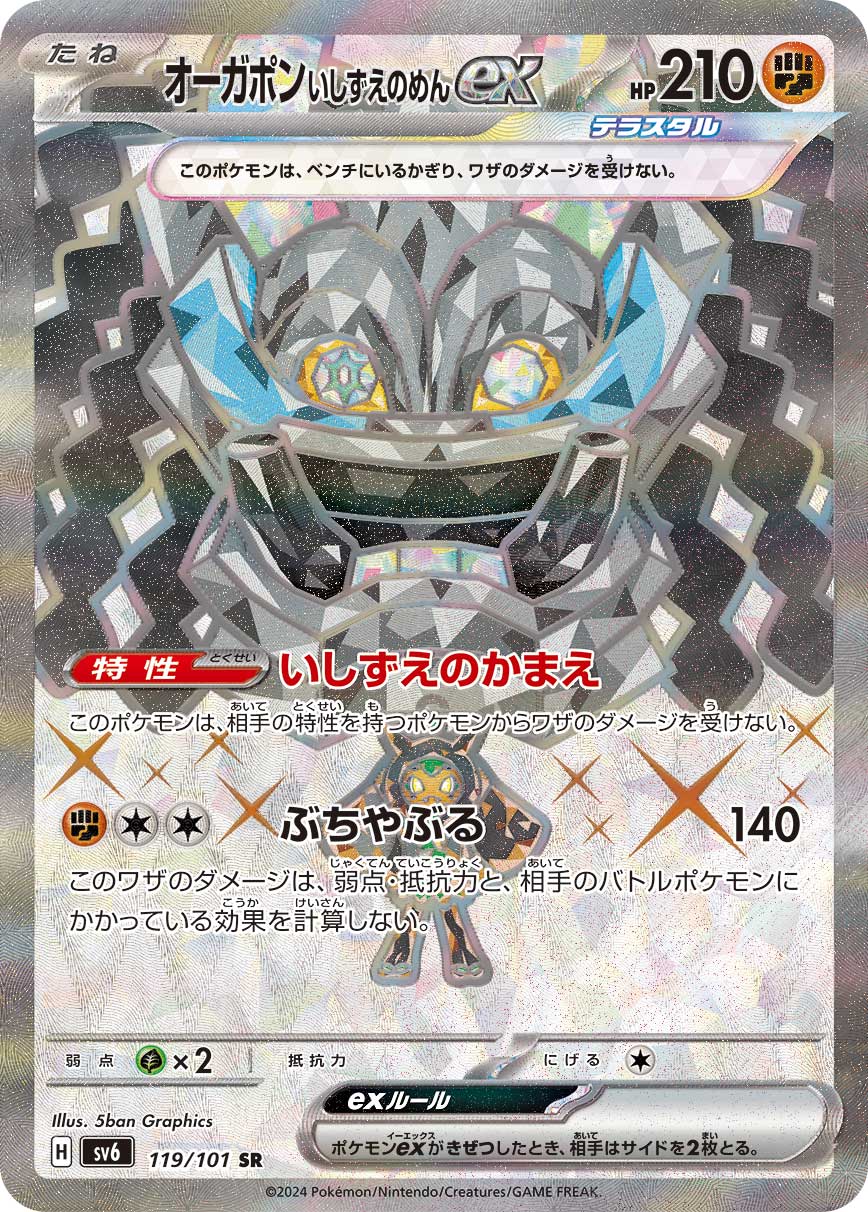 たね
オーガポン いしずえのめん ex HP 210
テラスタル
このポケモンは、ベンチにいるかぎり、ワザのダメージを受けない。
特性 いしずえのかまえ
このポケモンは、相手の特性を持つポケモンからワザのダメージを受けない。
ぶちやぶる 140
このワザのダメージは、弱点・抵抗力と、相手のバトルポケモンに
かかっている効果を計算しない。
弱点 ×2 抵抗力 にげる
exルール
ポケモンexがきぜつしたとき、相手はサイドを2枚とる。
Illus. 5ban Graphics
H SV6 119/101 SR
©2024 Pokémon/Nintendo/Creatures/GAME FREAK.